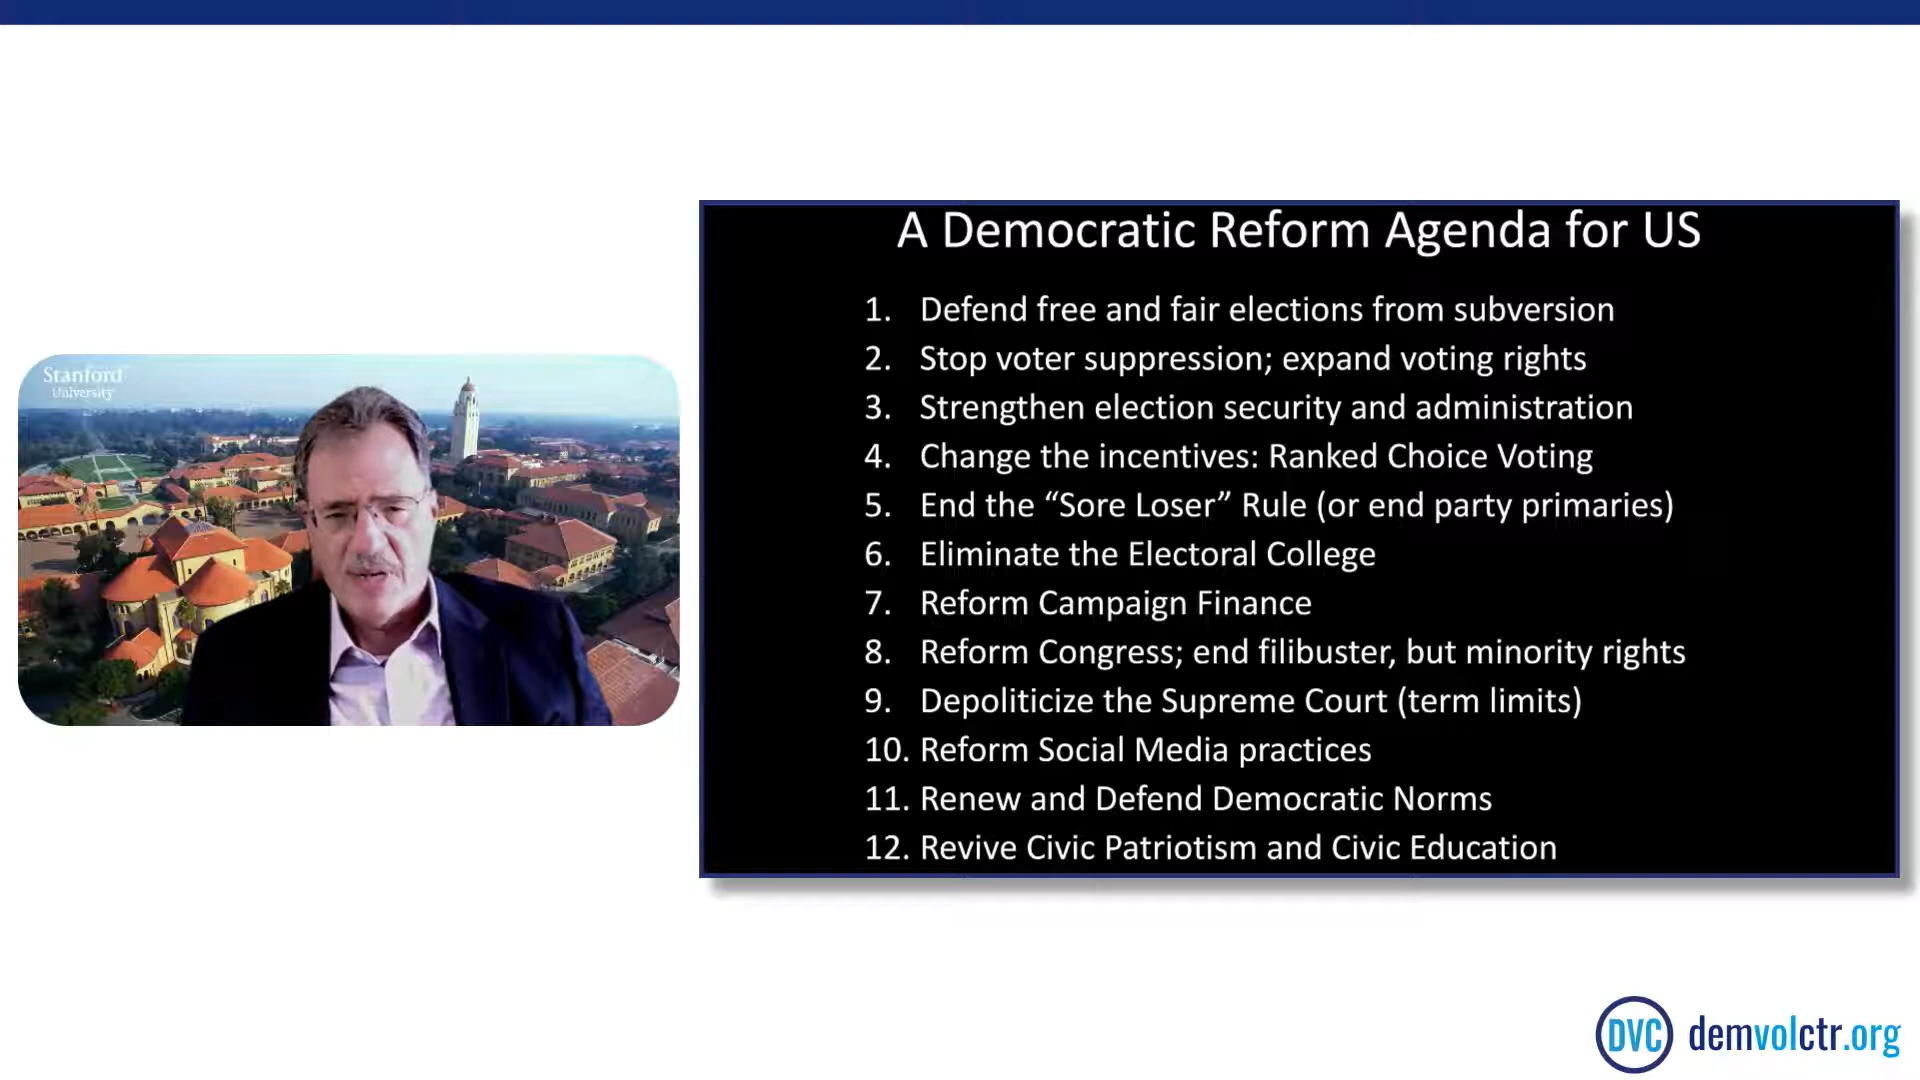 Stanford
University
A Democratic Reform Agenda for US
1. Defend free and fair elections from subversion
2. Stop voter suppression; expand voting rights
3. Strengthen election security and administration
4. Change the incentives: Ranked Choice Voting
5. End the “Sore Loser” Rule (or end party primaries)
6. Eliminate the Electoral College
7. Reform Campaign Finance
8. Reform Congress; end filibuster, but minority rights
9. Depoliticize the Supreme Court (term limits)
10. Reform Social Media practices
11. Renew and Defend Democratic Norms
12. Revive Civic Patriotism and Civic Education
DVC demvolctr.org